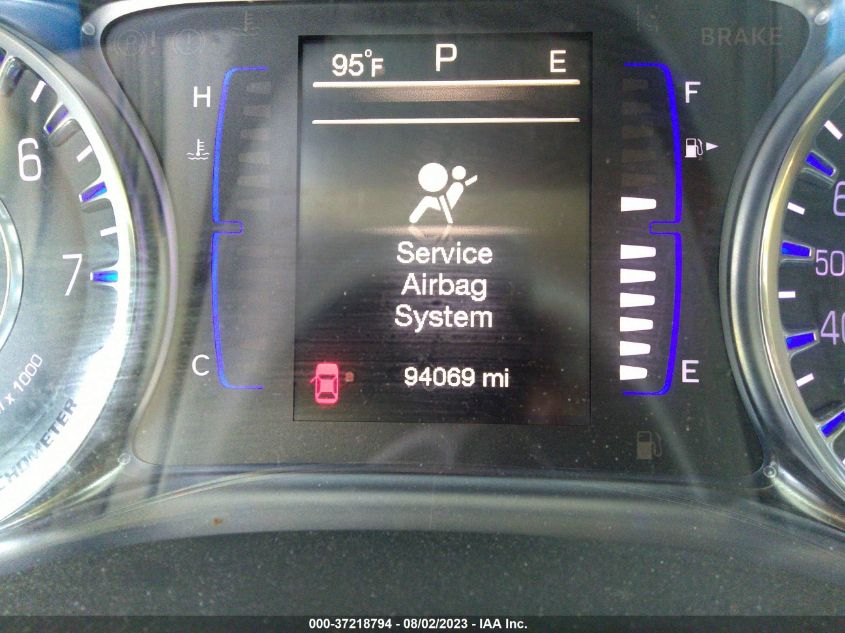 BRAKE
95°F P E
H
F
6
7
Service
Airbag
System
C
E
94069 mi
x 1000
50
40
000-37218794 - 08/02/2023 - IAA Inc.